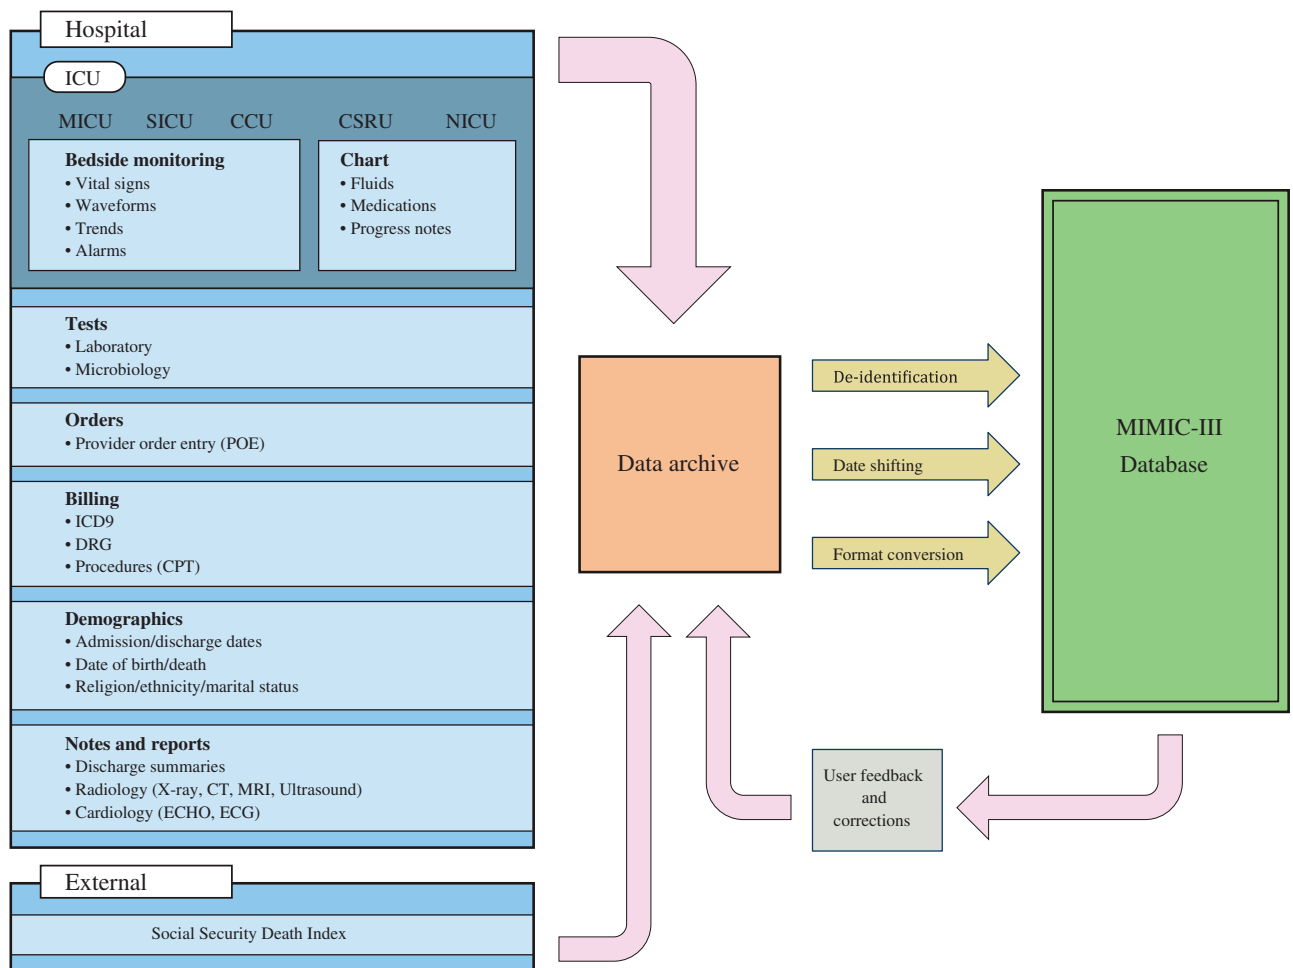 Hospital
ICU
MICU SICU CCU CSRU NICU
Bedside monitoring
• Vital signs
• Waveforms
• Trends
• Alarms
Chart
• Fluids
• Medications
• Progress notes
Tests
• Laboratory
• Microbiology
Orders
• Provider order entry (POE)
Billing
• ICD9
• DRG
• Procedures (CPT)
Demographics
• Admission/discharge dates
• Date of birth/death
• Religion/ethnicity/marital status
Notes and reports
• Discharge summaries
• Radiology (X-ray, CT, MRI, Ultrasound)
• Cardiology (ECHO, ECG)
External
Social Security Death Index
Data archive
De-identification
Date shifting
Format conversion
MIMIC-III
Database
User feedback
and
corrections